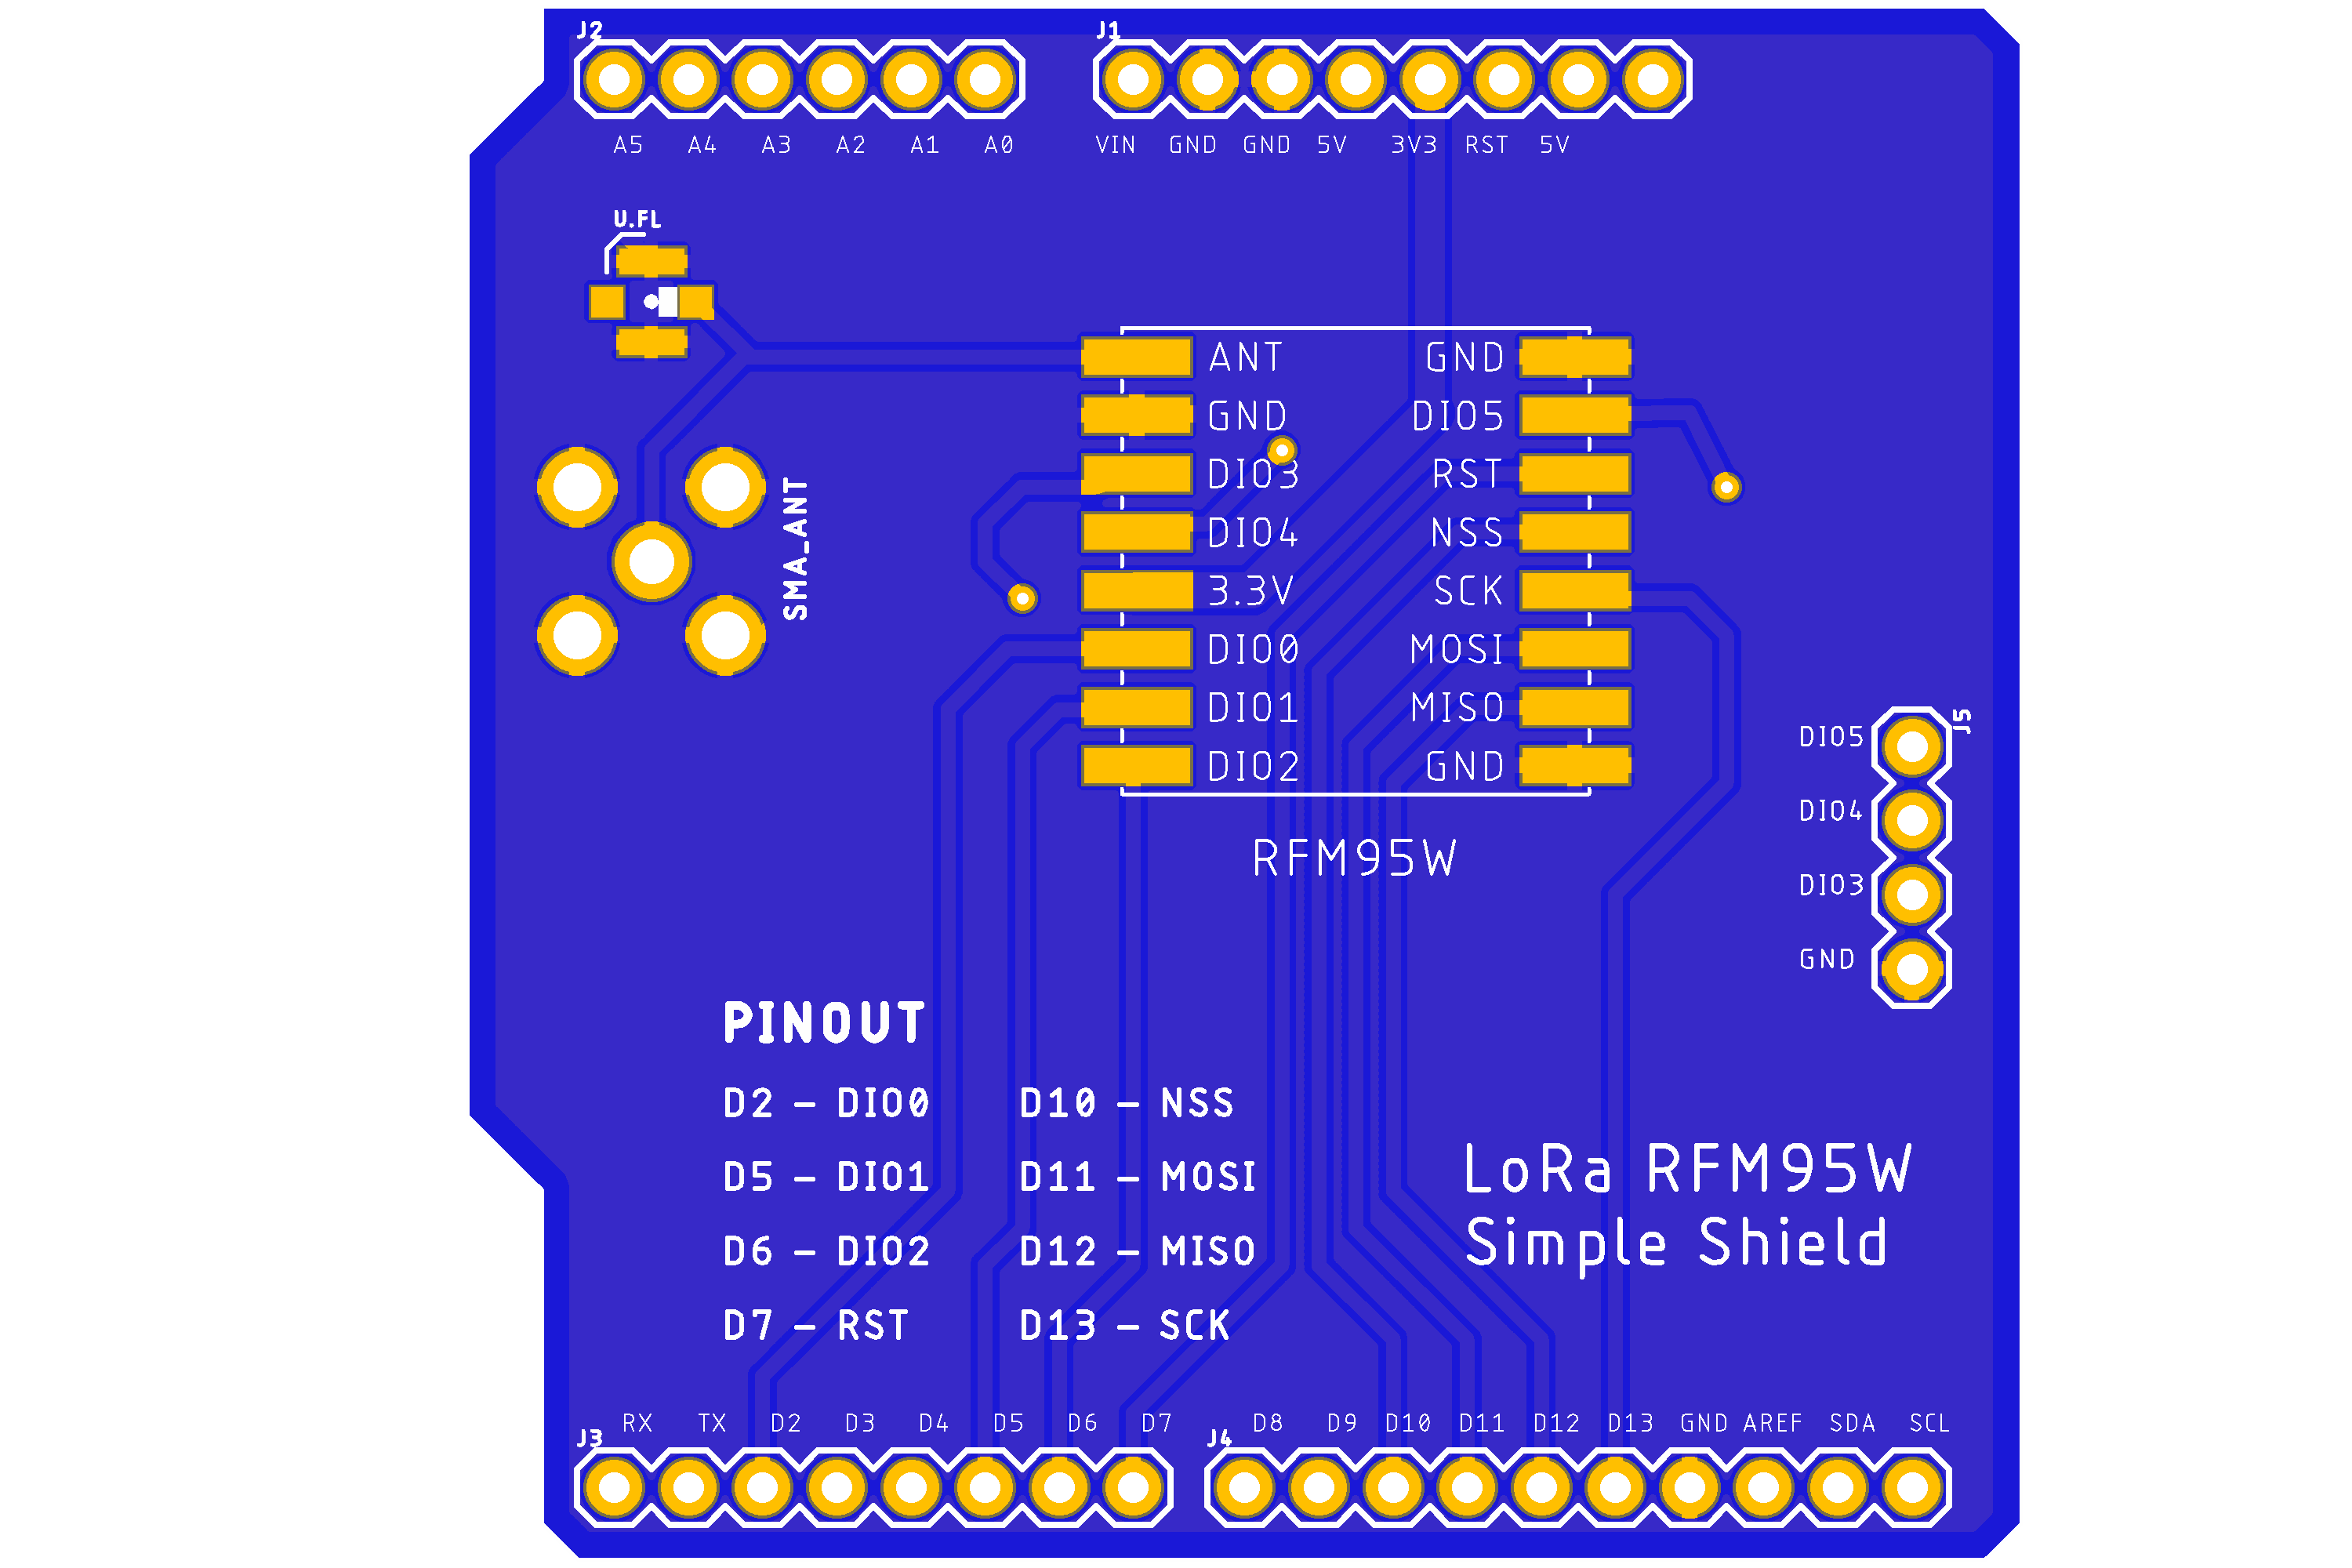 J2 J1
A5 A4 A3 A2 A1 A0 VIN GND GND 5V 3V3 RST 5V
U.FL
ANT GND
GND DIO5
DIO3 RST
DIO4 NSS
SMA_ANT
3.3V SCK
DIO0 MOSI
DIO1 MISO
DIO2 GND
RFM95W
J5
DIO5
DIO4
DIO3
GND
PINOUT
D2 – DIO0 D10 – NSS
D5 – DIO1 D11 – MOSI
D6 – DIO2 D12 – MISO
D7 – RST D13 – SCK
LoRa RFM95W
Simple Shield
RX TX D2 D3 D4 D5 D6 D7 D8 D9 D10 D11 D12 D13 GND AREF SDA SCL
J3 J4